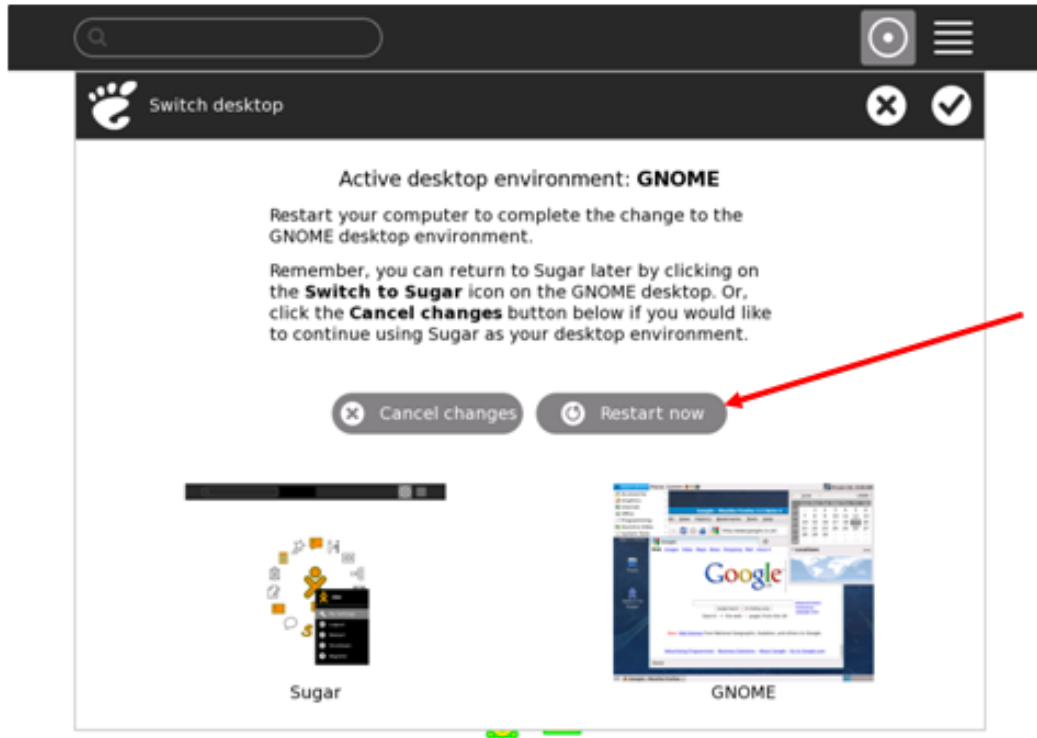 Switch desktop
Active desktop environment: GNOME
Restart your computer to complete the change to the
GNOME desktop environment.
Remember, you can return to Sugar later by clicking on
the Switch to Sugar icon on the GNOME desktop. Or,
click the Cancel changes button below if you would like
to continue using Sugar as your desktop environment.
Cancel changes
Restart now
Google
Sugar
GNOME